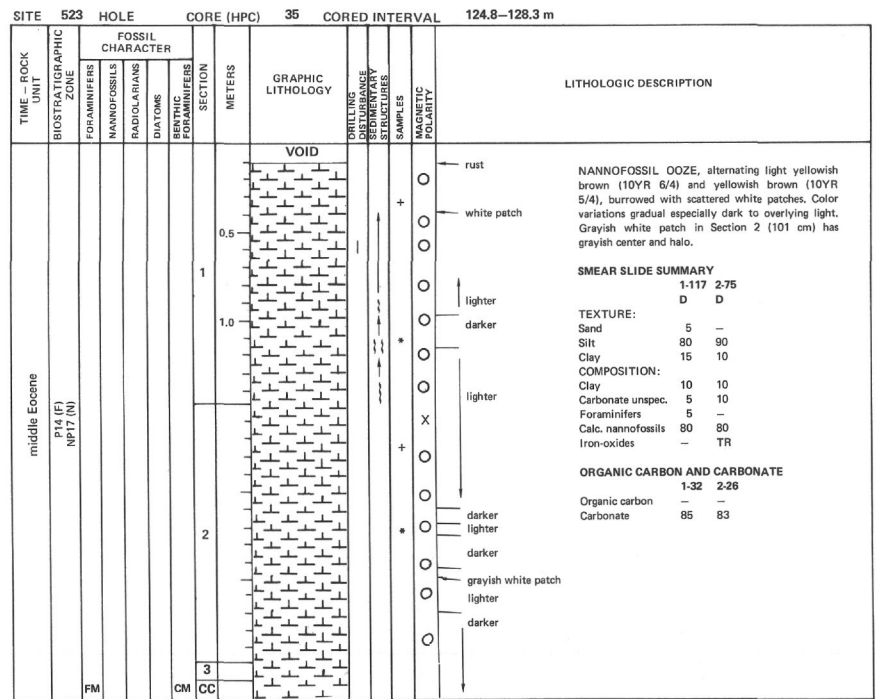 SITE 523 HOLE CORE (HPC) 35 CORED INTERVAL 124.8–128.3 m
TIME – ROCK UNIT
BIOSTRATIGRAPHIC ZONE
FOSSIL CHARACTER
FORAMINIFERS
NANNOFOSSILS
RADIOLARIANS
DIATOMS
BENTHIC FORAMINIFERS
SECTION
METERS
GRAPHIC LITHOLOGY
DRILLING DISTURBANCE
SEDIMENTARY STRUCTURES
SAMPLES
MAGNETIC POLARITY
LITHOLOGIC DESCRIPTION
middle Eocene
P14 (F)
NP17 (N)
FM
CM
1
2
3
CC
0.5
1.0
VOID
+
*
+
*
X
rust
white patch
lighter
darker
lighter
darker
lighter
darker
grayish white patch
lighter
darker
NANNOFOSSIL OOZE, alternating light yellowish
brown (10YR 6/4) and yellowish brown (10YR
5/4), burrowed with scattered white patches. Color
variations gradual especially dark to overlying light.
Grayish white patch in Section 2 (101 cm) has
grayish center and halo.
SMEAR SLIDE SUMMARY
1-117 2-75
D D
TEXTURE:
Sand 5 –
Silt 80 90
Clay 15 10
COMPOSITION:
Clay 10 10
Carbonate unspec. 5 10
Foraminifers 5 –
Calc. nannofossils 80 80
Iron-oxides – TR
ORGANIC CARBON AND CARBONATE
1-32 2-26
Organic carbon – –
Carbonate 85 83